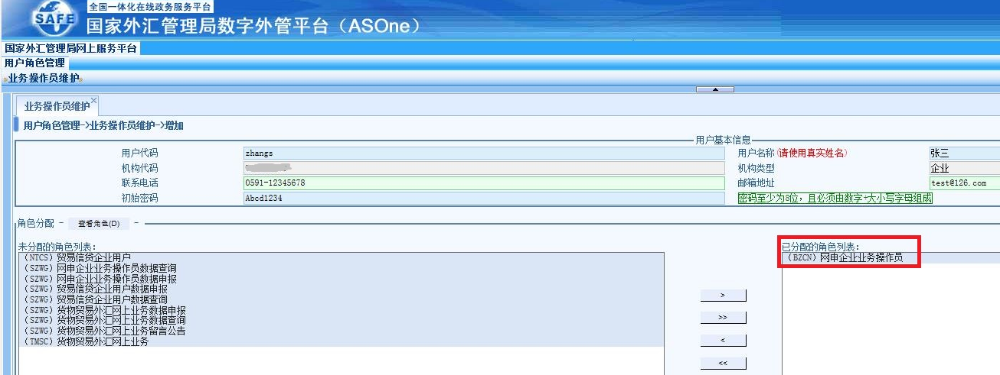 全国一体化在线政务服务平台
SAFE
国家外汇管理局数字外管平台（ASOne）
国家外汇管理局网上服务平台
用户角色管理
业务操作员维护
业务操作员维护
用户角色管理->业务操作员维护->增加
用户基本信息
用户代码 zhangs 用户名称(请使用真实姓名) 张三
机构代码 机构类型 企业
联系电话 0591-12345678 邮箱地址 test@126.com
初始密码 Abcd1234 密码至少为8位，且必须由数字+大小写字母组成
角色分配 - 查看角色(D) -
未分配的角色列表: 已分配的角色列表:
（NTCS）贸易信贷企业用户 （BZCN）网申企业业务操作员
（SZWG）网申企业业务操作员数据查询
（SZWG）网申企业业务操作员数据申报
（SZWG）贸易信贷企业用户数据申报
（SZWG）贸易信贷企业用户数据查询
（SZWG）货物贸易外汇网上业务数据申报
（SZWG）货物贸易外汇网上业务数据查询
（SZWG）货物贸易外汇网上业务留言公告
（TMSC）货物贸易外汇网上业务
>
>>
<
<<